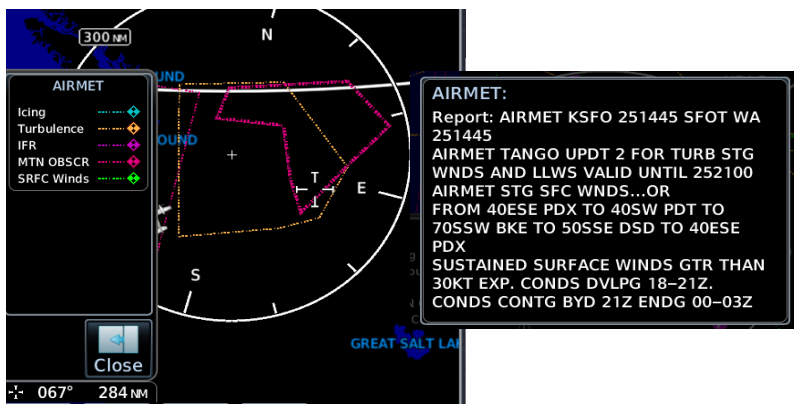 300 NM
N
UND
AIRMET
Icing
Turbulence
IFR
MTN OBSCR
SRFC Winds
OUND
T
E
S
GREAT SALT LAK
Close
067° 284 NM
AIRMET:
Report: AIRMET KSFO 251445 SFOT WA
251445
AIRMET TANGO UPDT 2 FOR TURB STG
WNDS AND LLWS VALID UNTIL 252100
AIRMET STG SFC WNDS...OR
FROM 40ESE PDX TO 40SW PDT TO
70SSW BKE TO 50SSE DSD TO 40ESE
PDX
SUSTAINED SURFACE WINDS GTR THAN
30KT EXP. CONDS DVLPG 18–21Z.
CONDS CONTG BYD 21Z ENDG 00–03Z